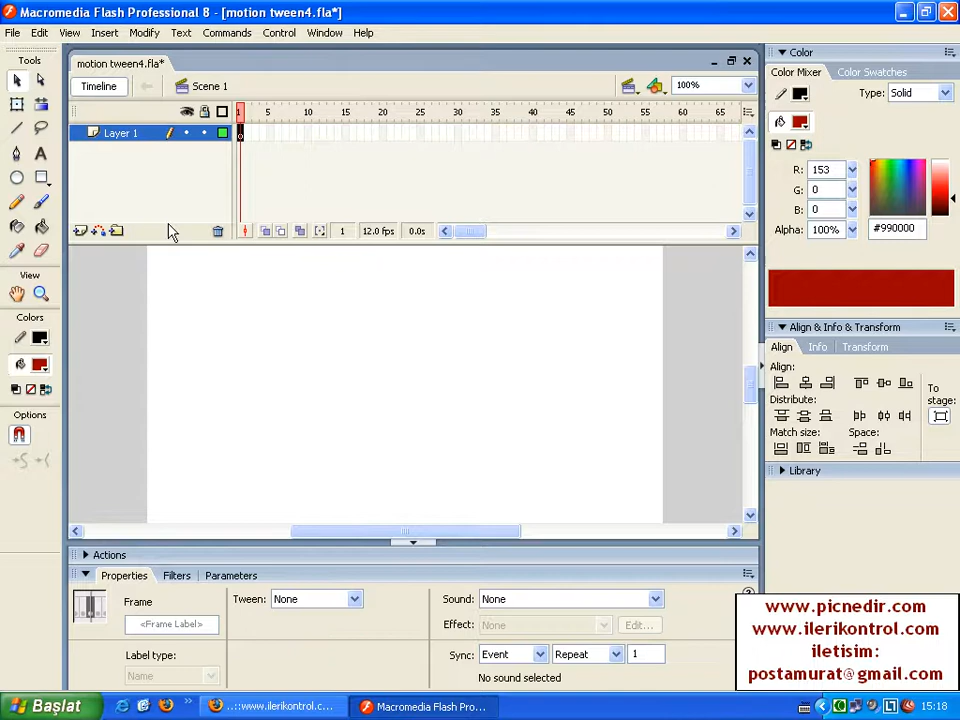 Macromedia Flash Professional 8 - [motion tween4.fla*]
File Edit View Insert Modify Text Commands Control Window Help
Tools
View
Colors
Options
motion tween4.fla*
Timeline
Scene 1
100%
1 5 10 15 20 25 30 35 40 45 50 55 60 65
Layer 1
1 12.0 fps 0.0s
Actions
Properties Filters Parameters
Frame
<Frame Label>
Label type:
Name
Tween: None
Sound: None
Effect: None Edit...
Sync: Event Repeat 1
No sound selected
Color
Color Mixer Color Swatches
Type: Solid
R: 153
G: 0
B: 0
Alpha: 100% #990000
Align & Info & Transform
Align Info Transform
Align:
Distribute:
Match size: Space:
To
stage:
Library
www.picnedir.com
www.ilerikontrol.com
iletisim:
postamurat@gmail.com
Başlat
..::www.ilerikontrol.c...
Macromedia Flash Pro...
15:18